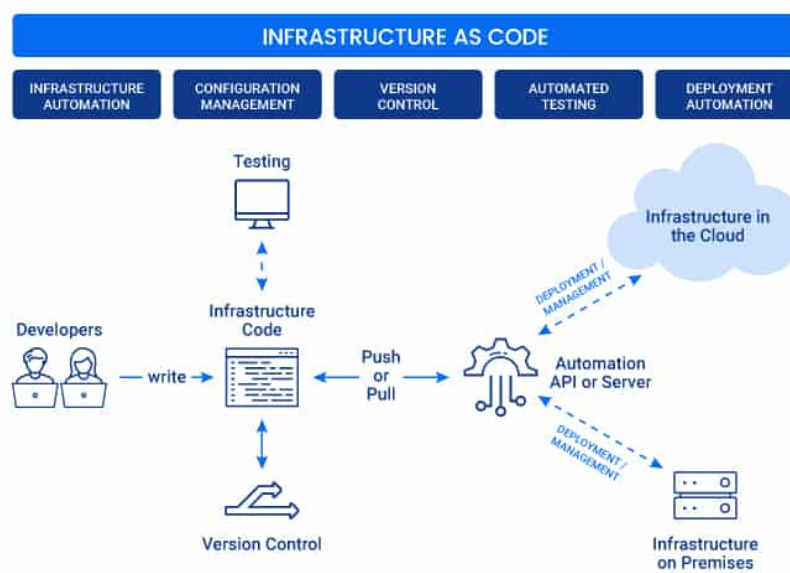 INFRASTRUCTURE AS CODE
INFRASTRUCTURE
AUTOMATION
CONFIGURATION
MANAGEMENT
VERSION
CONTROL
AUTOMATED
TESTING
DEPLOYMENT
AUTOMATION
Testing
Infrastructure in
the Cloud
DEPLOYMENT /
MANAGEMENT
Developers
Infrastructure
Code
write
Push
or
Pull
Automation
API or Server
DEPLOYMENT /
MANAGEMENT
Version Control
Infrastructure
on Premises